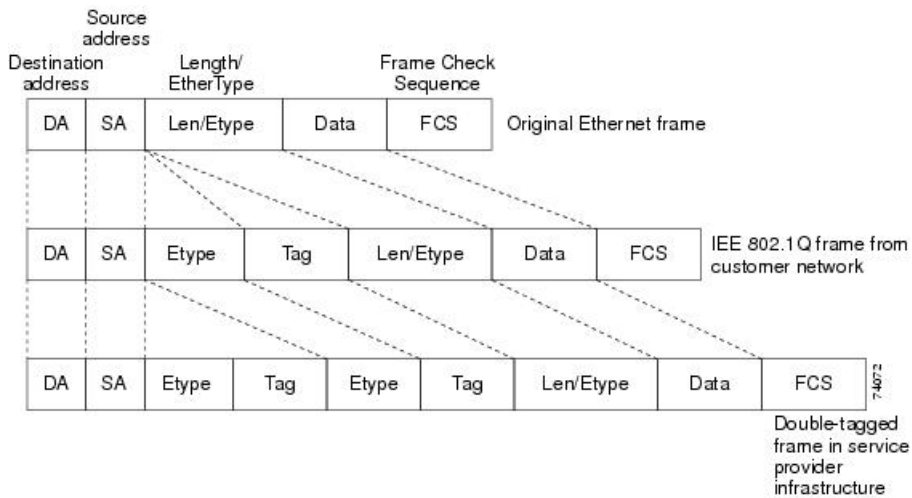 Source
address
Destination
address
Length/
EtherType
Frame Check
Sequence
DA SA Len/Etype Data FCS Original Ethernet frame
DA SA Etype Tag Len/Etype Data FCS
IEE 802.1Q frame from
customer network
DA SA Etype Tag Etype Tag Len/Etype Data FCS
74072
Double-tagged
frame in service
provider
infrastructure